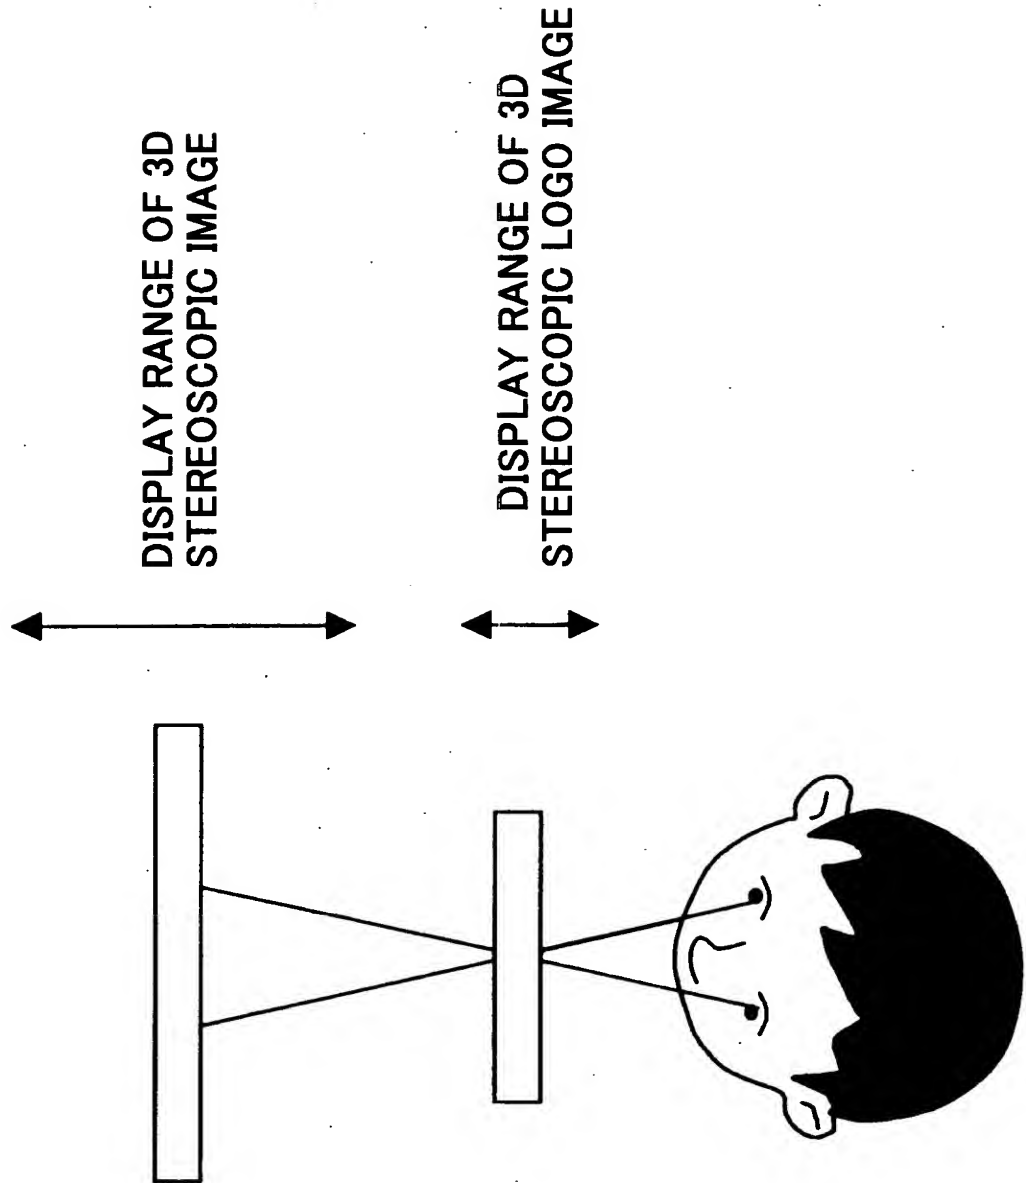 DISPLAY RANGE OF 3D
STEREOSCOPIC IMAGE
DISPLAY RANGE OF 3D
STEREOSCOPIC LOGO IMAGE